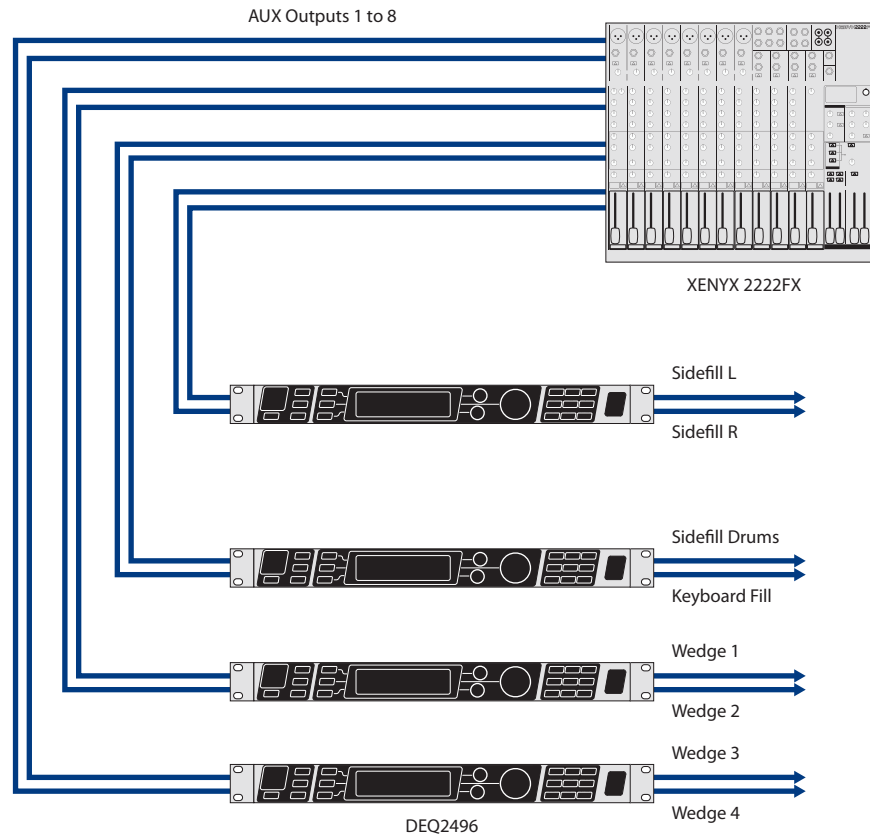 AUX Outputs 1 to 8
XENYX 2222FX
Sidefill L
Sidefill R
Sidefill Drums
Keyboard Fill
Wedge 1
Wedge 2
Wedge 3
Wedge 4
DEQ2496